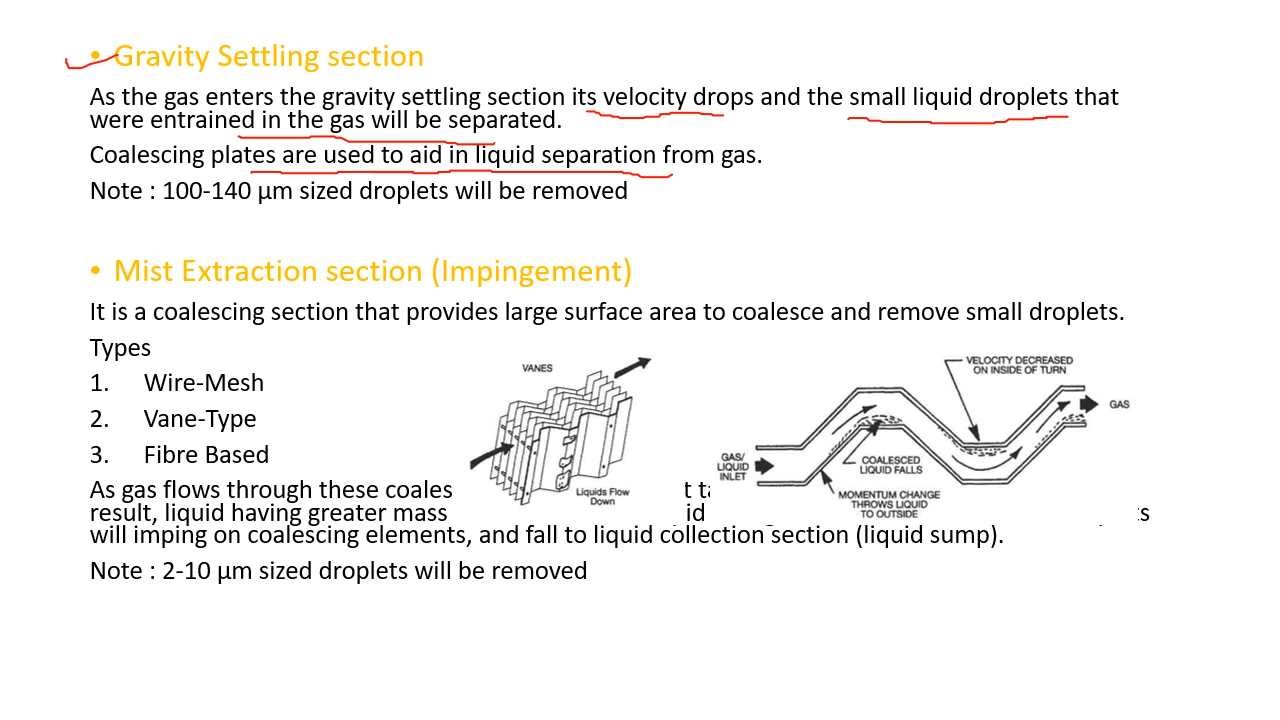 • Gravity Settling section
As the gas enters the gravity settling section its velocity drops and the small liquid droplets that
were entrained in the gas will be separated.
Coalescing plates are used to aid in liquid separation from gas.
Note : 100-140 µm sized droplets will be removed
• Mist Extraction section (Impingement)
It is a coalescing section that provides large surface area to coalesce and remove small droplets.
Types
1. Wire-Mesh
2. Vane-Type
3. Fibre Based
VANES
Liquids Flow
Down
VELOCITY DECREASED
ON INSIDE OF TURN
GAS
GAS/
LIQUID
INLET
COALESCED
LIQUID FALLS
MOMENTUM CHANGE
THROWS LIQUID
TO OUTSIDE
As gas flows through these
result, liquid having greater mass
will imping on coalescing elements, and fall to liquid collection section (liquid sump).
Note : 2-10 µm sized droplets will be removed